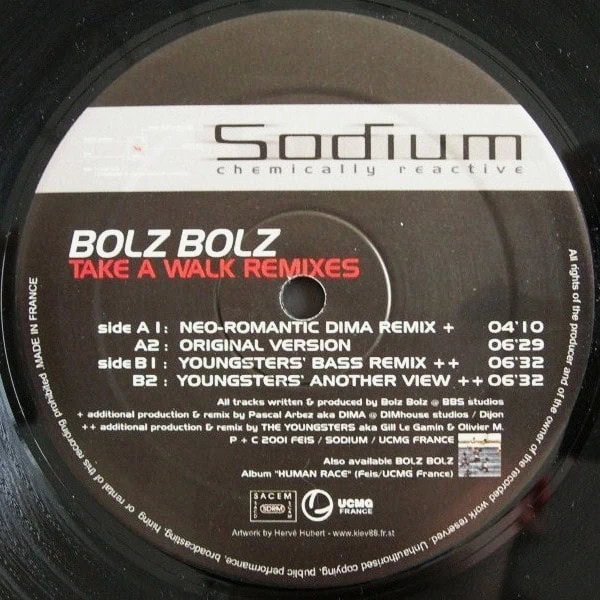 Sodium
chemically reactive
BOLZ BOLZ
TAKE A WALK REMIXES
side A1: NEO-ROMANTIC DIMA REMIX + 04'10
A2: ORIGINAL VERSION 06'29
side B1: YOUNGSTERS' BASS REMIX ++ 06'32
B2: YOUNGSTERS' ANOTHER VIEW ++ 06'32
All tracks written & produced by Bolz Bolz @ BBS studios
+ additional production & remix by Pascal Arbez aka DIMA @ DIMhouse studios / Dijon
++ additional production & remix by THE YOUNGSTERS aka Gill Le Gamin & Olivier M.
P + C 2001 FEIS / SODIUM / UCMG FRANCE
Also available BOLZ BOLZ
Album "HUMAN RACE" (Feis/UCMG France)
SACEM
SDRM
UCMG
FRANCE
Artwork by Hervé Hubert - www.kiev88.fr.st
All rights of the producer and of the owner of the recorded work reserved. Unhauthorised copying, public performance, broadcasting, hiring or rental of this recording prohibited. MADE IN FRANCE